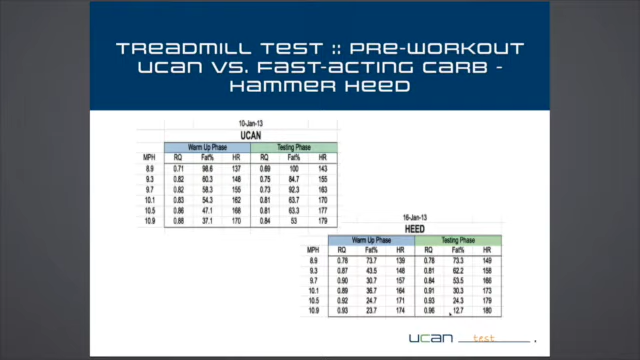 TREADMILL TEST :: PRE-WORKOUT
UCAN VS. FAST-ACTING CARB -
HAMMER HEED
10-Jan-13
UCAN
Warm Up Phase Testing Phase
MPH RQ Fat% HR RQ Fat% HR
8.9 0.71 98.6 137 0.69 100 143
9.3 0.82 60.3 148 0.75 84.7 155
9.7 0.82 58.3 155 0.73 92.3 163
10.1 0.83 54.3 162 0.81 63.7 170
10.5 0.86 47.1 168 0.81 63.3 177
10.9 0.88 37.1 170 0.84 53 179
16-Jan-13
HEED
Warm Up Phase Testing Phase
MPH RQ Fat% HR RQ Fat% HR
8.9 0.78 73.7 139 0.78 73.3 149
9.3 0.87 43.5 148 0.81 62.2 158
9.7 0.90 30.7 157 0.84 53.5 166
10.1 0.89 36.7 164 0.91 30.3 173
10.5 0.92 24.7 171 0.93 24.3 179
10.9 0.93 23.7 174 0.96 12.7 180
ucan test